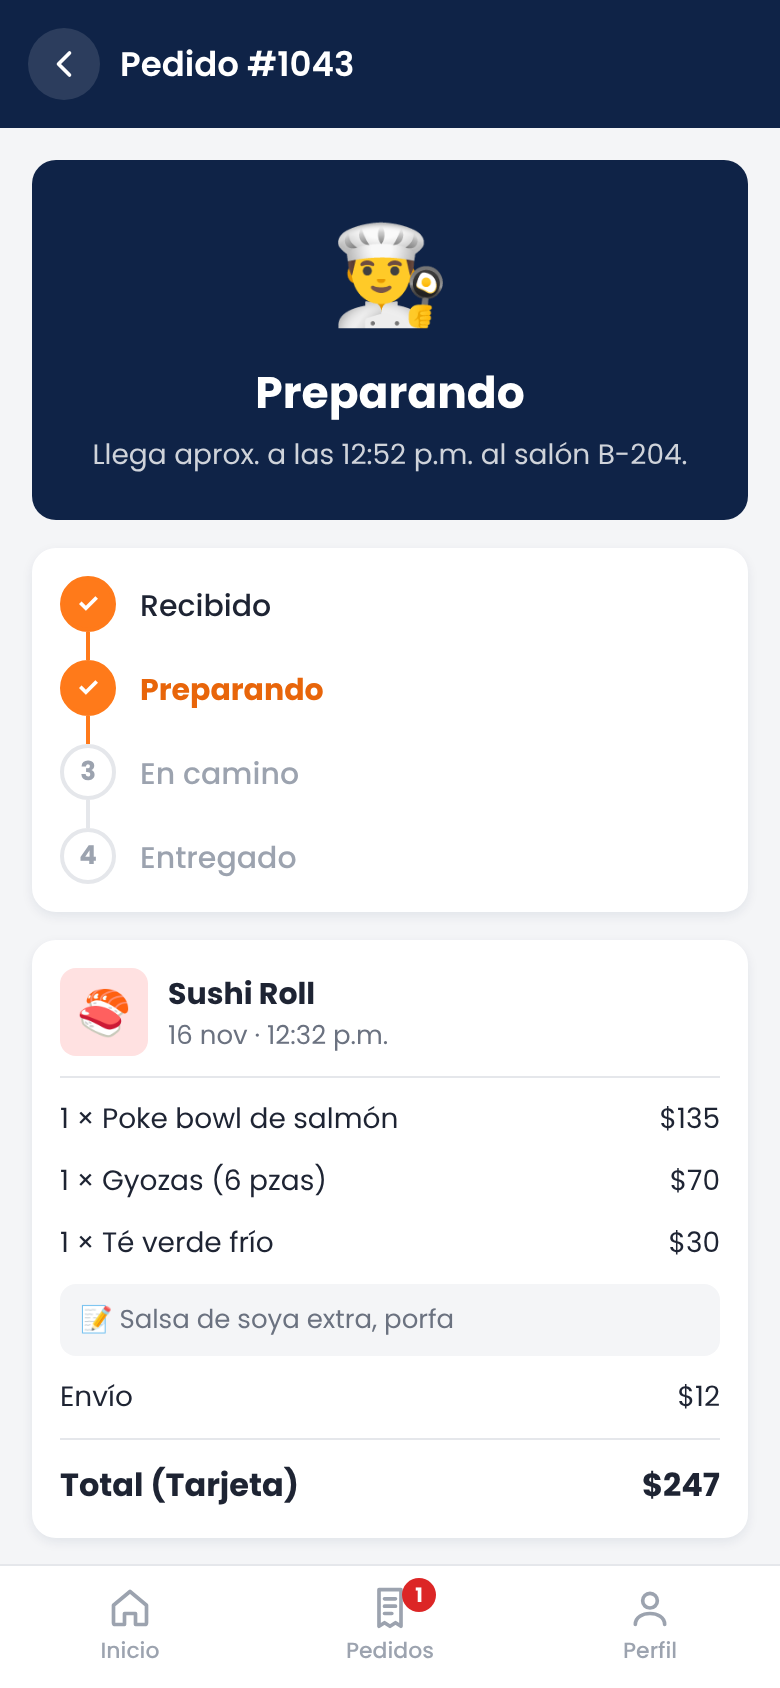 Pedido #1043
Preparando
Llega aprox. a las 12:52 p.m. al salón B-204.
Recibido
Preparando
3 En camino
4 Entregado
Sushi Roll
16 nov · 12:32 p.m.
1 × Poke bowl de salmón $135
1 × Gyozas (6 pzas) $70
1 × Té verde frío $30
📝 Salsa de soya extra, porfa
Envío $12
Total (Tarjeta) $247
1
Inicio Pedidos Perfil